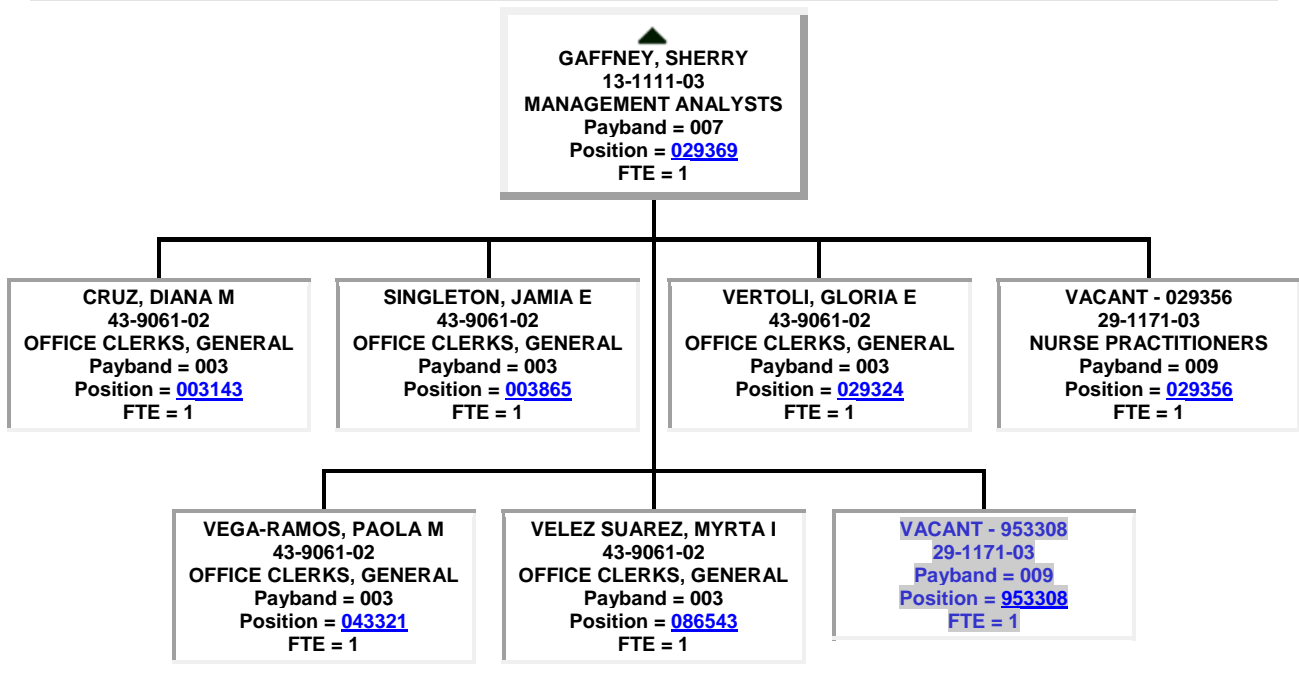 GAFFNEY, SHERRY
13-1111-03
MANAGEMENT ANALYSTS
Payband = 007
Position = 029369
FTE = 1
CRUZ, DIANA M
43-9061-02
OFFICE CLERKS, GENERAL
Payband = 003
Position = 003143
FTE = 1
SINGLETON, JAMIA E
43-9061-02
OFFICE CLERKS, GENERAL
Payband = 003
Position = 003865
FTE = 1
VERTOLI, GLORIA E
43-9061-02
OFFICE CLERKS, GENERAL
Payband = 003
Position = 029324
FTE = 1
VACANT - 029356
29-1171-03
NURSE PRACTITIONERS
Payband = 009
Position = 029356
FTE = 1
VEGA-RAMOS, PAOLA M
43-9061-02
OFFICE CLERKS, GENERAL
Payband = 003
Position = 043321
FTE = 1
VELEZ SUAREZ, MYRTA I
43-9061-02
OFFICE CLERKS, GENERAL
Payband = 003
Position = 086543
FTE = 1
VACANT - 953308
29-1171-03
Payband = 009
Position = 953308
FTE = 1